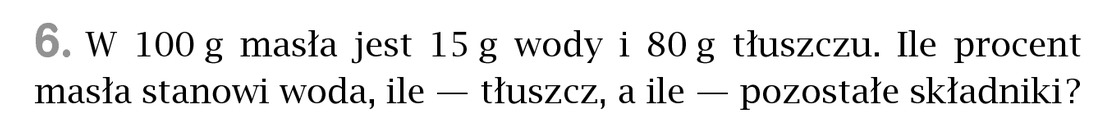 6. W 100 g masła jest 15 g wody i 80 g tłuszczu. Ile procent
masła stanowi woda, ile — tłuszcz, a ile — pozostałe składniki?